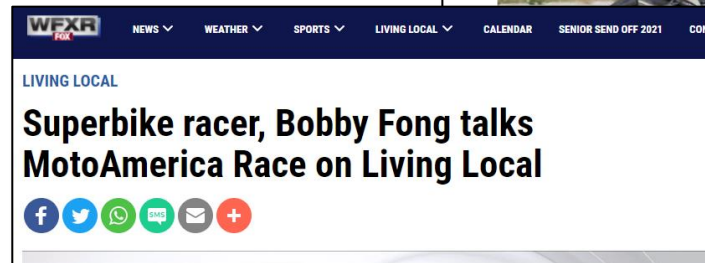 WFXR FOX NEWS WEATHER SPORTS LIVING LOCAL CALENDAR SENIOR SEND OFF 2021
LIVING LOCAL
Superbike racer, Bobby Fong talks
MotoAmerica Race on Living Local
SMS